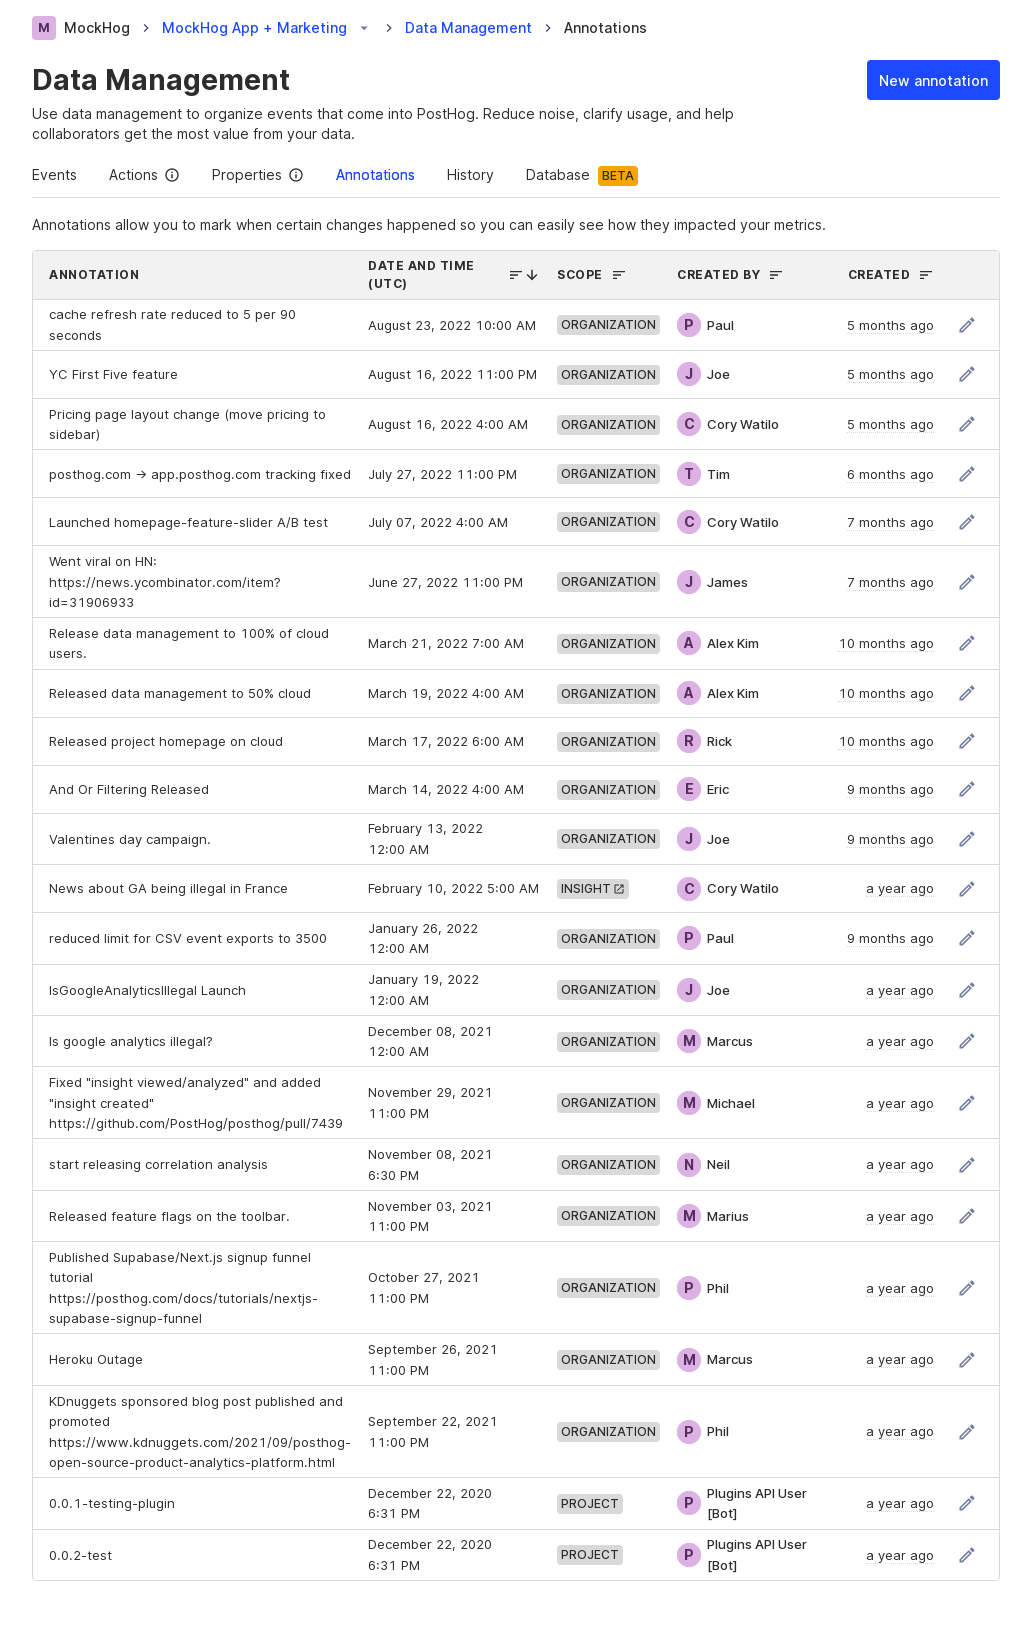 M MockHog > MockHog App + Marketing > Data Management > Annotations
Data Management
New annotation
Use data management to organize events that come into PostHog. Reduce noise, clarify usage, and help
collaborators get the most value from your data.
Events Actions Properties Annotations History Database BETA
Annotations allow you to mark when certain changes happened so you can easily see how they impacted your metrics.
ANNOTATION DATE AND TIME (UTC) SCOPE CREATED BY CREATED
cache refresh rate reduced to 5 per 90
seconds
August 23, 2022 10:00 AM ORGANIZATION P Paul 5 months ago
YC First Five feature August 16, 2022 11:00 PM ORGANIZATION J Joe 5 months ago
Pricing page layout change (move pricing to
sidebar)
August 16, 2022 4:00 AM ORGANIZATION C Cory Watilo 5 months ago
posthog.com → app.posthog.com tracking fixed July 27, 2022 11:00 PM ORGANIZATION T Tim 6 months ago
Launched homepage-feature-slider A/B test July 07, 2022 4:00 AM ORGANIZATION C Cory Watilo 7 months ago
Went viral on HN:
https://news.ycombinator.com/item?
id=31906933
June 27, 2022 11:00 PM ORGANIZATION J James 7 months ago
Release data management to 100% of cloud
users.
March 21, 2022 7:00 AM ORGANIZATION A Alex Kim 10 months ago
Released data management to 50% cloud March 19, 2022 4:00 AM ORGANIZATION A Alex Kim 10 months ago
Released project homepage on cloud March 17, 2022 6:00 AM ORGANIZATION R Rick 10 months ago
And Or Filtering Released March 14, 2022 4:00 AM ORGANIZATION E Eric 9 months ago
Valentines day campaign.
February 13, 2022
12:00 AM
ORGANIZATION J Joe 9 months ago
News about GA being illegal in France February 10, 2022 5:00 AM INSIGHT C Cory Watilo a year ago
reduced limit for CSV event exports to 3500
January 26, 2022
12:00 AM
ORGANIZATION P Paul 9 months ago
IsGoogleAnalyticsIllegal Launch
January 19, 2022
12:00 AM
ORGANIZATION J Joe a year ago
Is google analytics illegal?
December 08, 2021
12:00 AM
ORGANIZATION M Marcus a year ago
Fixed "insight viewed/analyzed" and added
"insight created"
https://github.com/PostHog/posthog/pull/7439
November 29, 2021
11:00 PM
ORGANIZATION M Michael a year ago
start releasing correlation analysis
November 08, 2021
6:30 PM
ORGANIZATION N Neil a year ago
Released feature flags on the toolbar.
November 03, 2021
11:00 PM
ORGANIZATION M Marius a year ago
Published Supabase/Next.js signup funnel
tutorial
https://posthog.com/docs/tutorials/nextjs-
supabase-signup-funnel
October 27, 2021
11:00 PM
ORGANIZATION P Phil a year ago
Heroku Outage
September 26, 2021
11:00 PM
ORGANIZATION M Marcus a year ago
KDnuggets sponsored blog post published and
promoted
https://www.kdnuggets.com/2021/09/posthog-
open-source-product-analytics-platform.html
September 22, 2021
11:00 PM
ORGANIZATION P Phil a year ago
0.0.1-testing-plugin
December 22, 2020
6:31 PM
PROJECT P Plugins API User
[Bot]
a year ago
0.0.2-test
December 22, 2020
6:31 PM
PROJECT P Plugins API User
[Bot]
a year ago